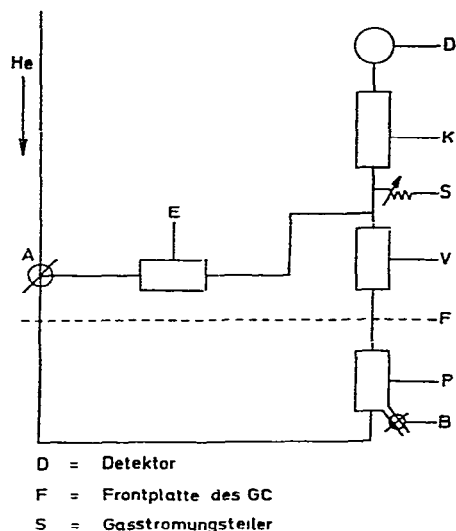 He
D
K
S
E
A
V
F
P
B
D = Detektor
F = Frontplatte des GC
S = Gasstromungsteiler